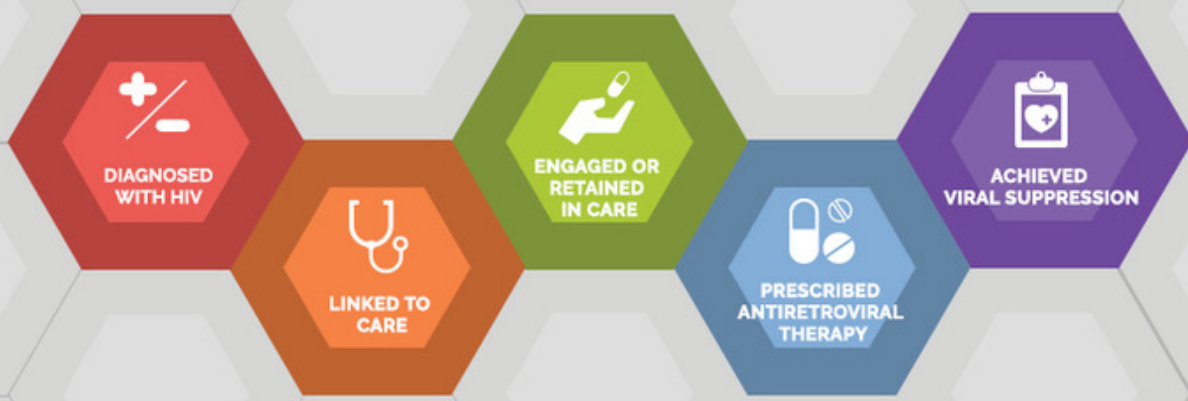 DIAGNOSED
WITH HIV
LINKED TO
CARE
ENGAGED OR
RETAINED
IN CARE
PRESCRIBED
ANTIRETROVIRAL
THERAPY
ACHIEVED
VIRAL SUPPRESSION